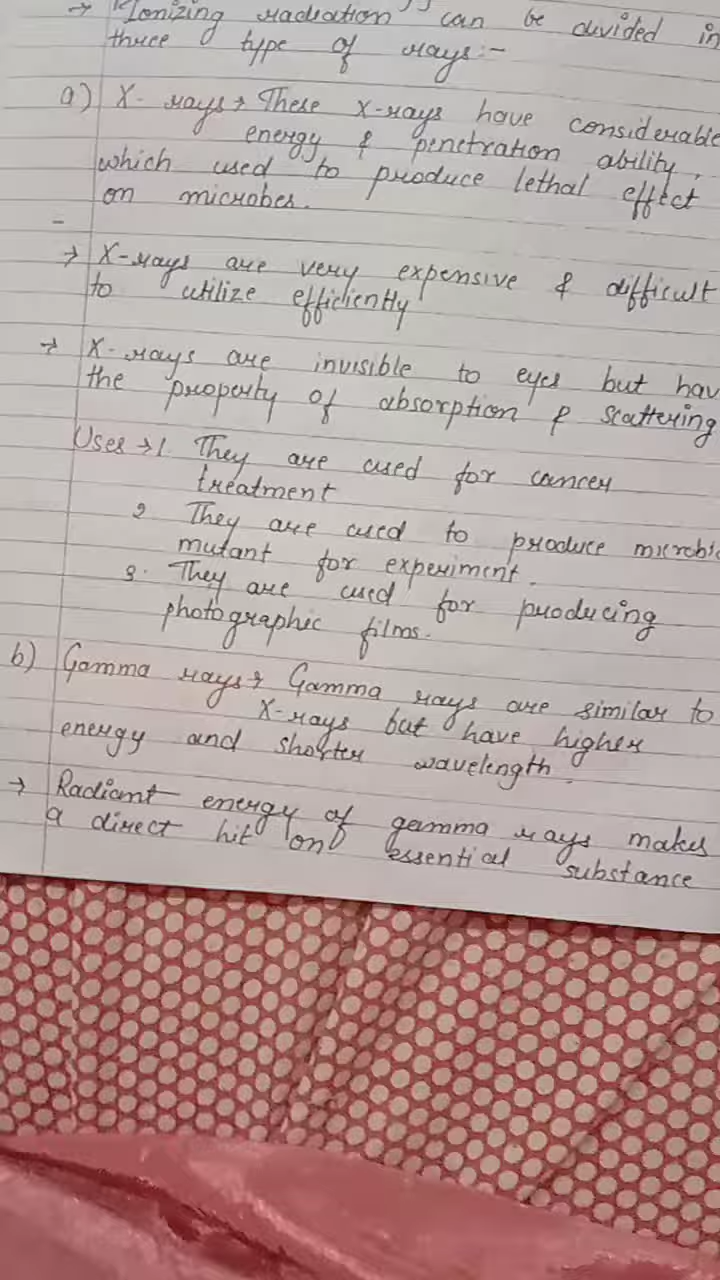 → "Ionizing radiation" can be divided in
three type of rays:-
a) X-rays → These X-rays have considerable
energy & penetration ability,
which used to produce lethal effect
on microbes.
-
→ X-rays are very expensive & difficult
to utilize efficiently
→ X-rays are invisible to eyes but hav
the property of absorption & scattering
Uses → 1. They are used for cancer
treatment
2 They are used to produce microbi
mutant for experiment.
3. They are used for producing
photographic films.
b) Gamma rays → Gamma rays are similar to
X-rays but have higher
energy and shorter wavelength.
→ Radiant energy of gamma rays makes
a direct hit on essential substance